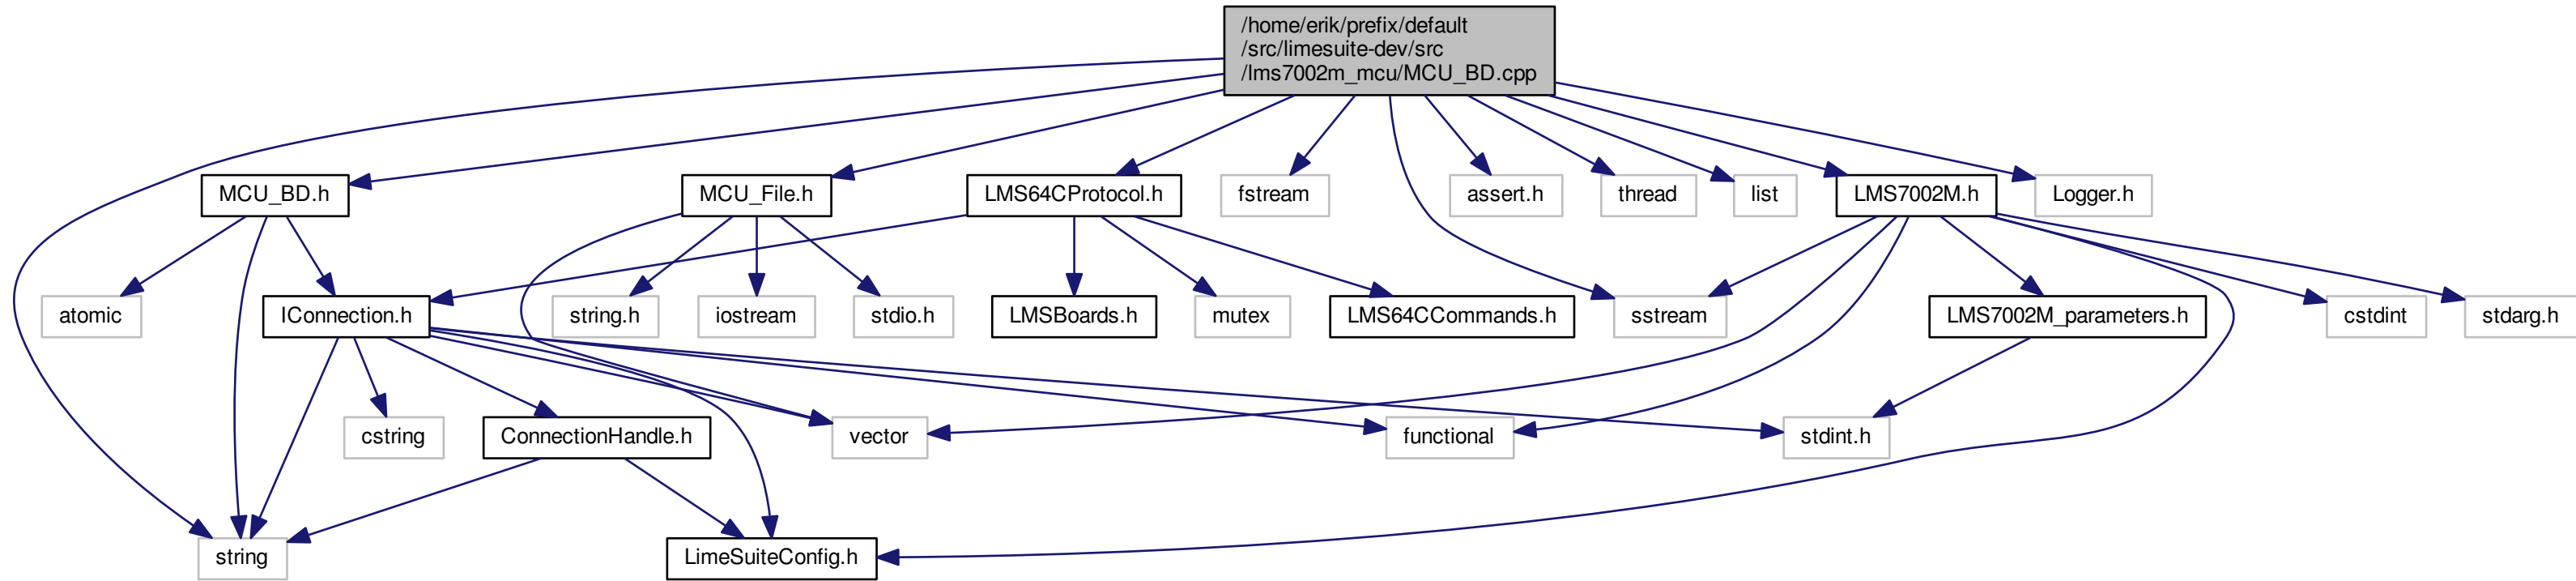 /home/erik/prefix/default
/src/limesuite-dev/src
/lms7002m_mcu/MCU_BD.cpp
MCU_BD.h
MCU_File.h
LMS64CProtocol.h
fstream
assert.h
thread
list
LMS7002M.h
Logger.h
atomic
IConnection.h
string.h
iostream
stdio.h
LMSBoards.h
mutex
LMS64CCommands.h
sstream
LMS7002M_parameters.h
cstdint
stdarg.h
cstring
ConnectionHandle.h
vector
functional
stdint.h
string
LimeSuiteConfig.h